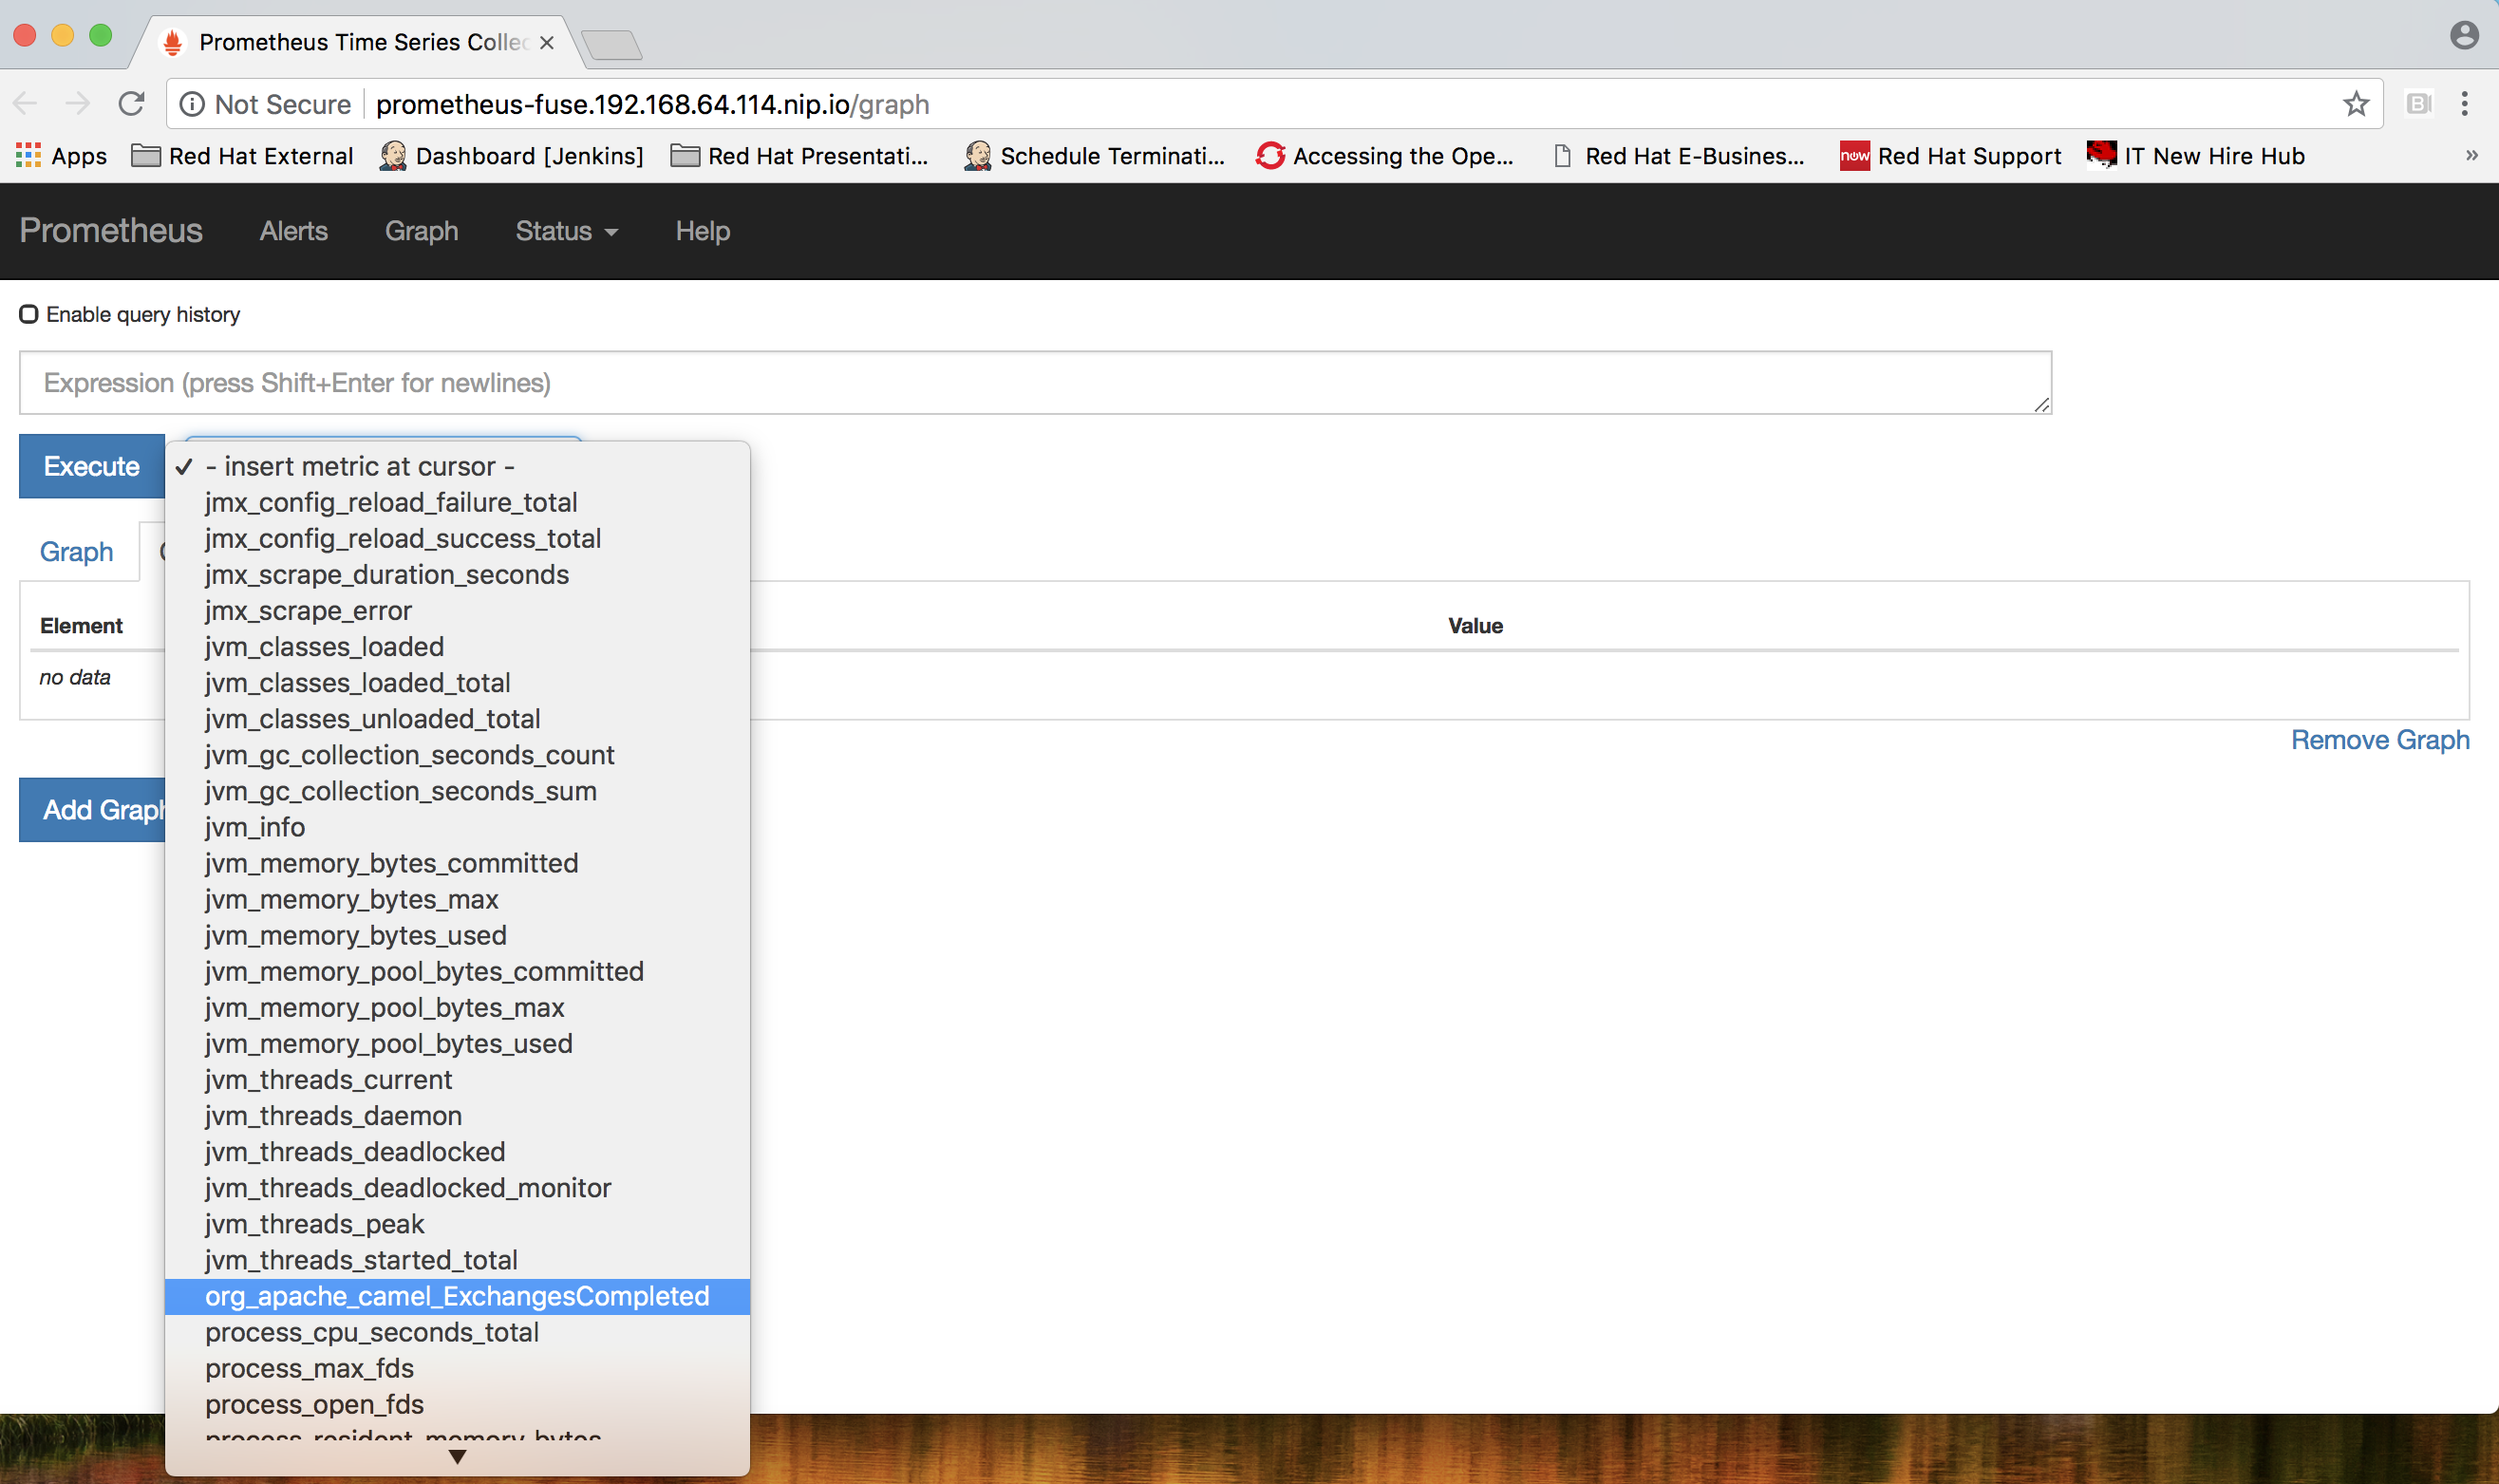 Prometheus Time Series Collec
Not Secure prometheus-fuse.192.168.64.114.nip.io/graph
Apps Red Hat External Dashboard [Jenkins] Red Hat Presentati... Schedule Terminati... Accessing the Ope... Red Hat E-Busines... now Red Hat Support IT New Hire Hub »
Prometheus Alerts Graph Status Help
Enable query history
Expression (press Shift+Enter for newlines)
Execute
✓ - insert metric at cursor -
jmx_config_reload_failure_total
jmx_config_reload_success_total
jmx_scrape_duration_seconds
jmx_scrape_error
jvm_classes_loaded
jvm_classes_loaded_total
jvm_classes_unloaded_total
jvm_gc_collection_seconds_count
jvm_gc_collection_seconds_sum
jvm_info
jvm_memory_bytes_committed
jvm_memory_bytes_max
jvm_memory_bytes_used
jvm_memory_pool_bytes_committed
jvm_memory_pool_bytes_max
jvm_memory_pool_bytes_used
jvm_threads_current
jvm_threads_daemon
jvm_threads_deadlocked
jvm_threads_deadlocked_monitor
jvm_threads_peak
jvm_threads_started_total
org_apache_camel_ExchangesCompleted
process_cpu_seconds_total
process_max_fds
process_open_fds
process_resident_memory_bytes
Graph
Element Value
no data
Remove Graph
Add Graph